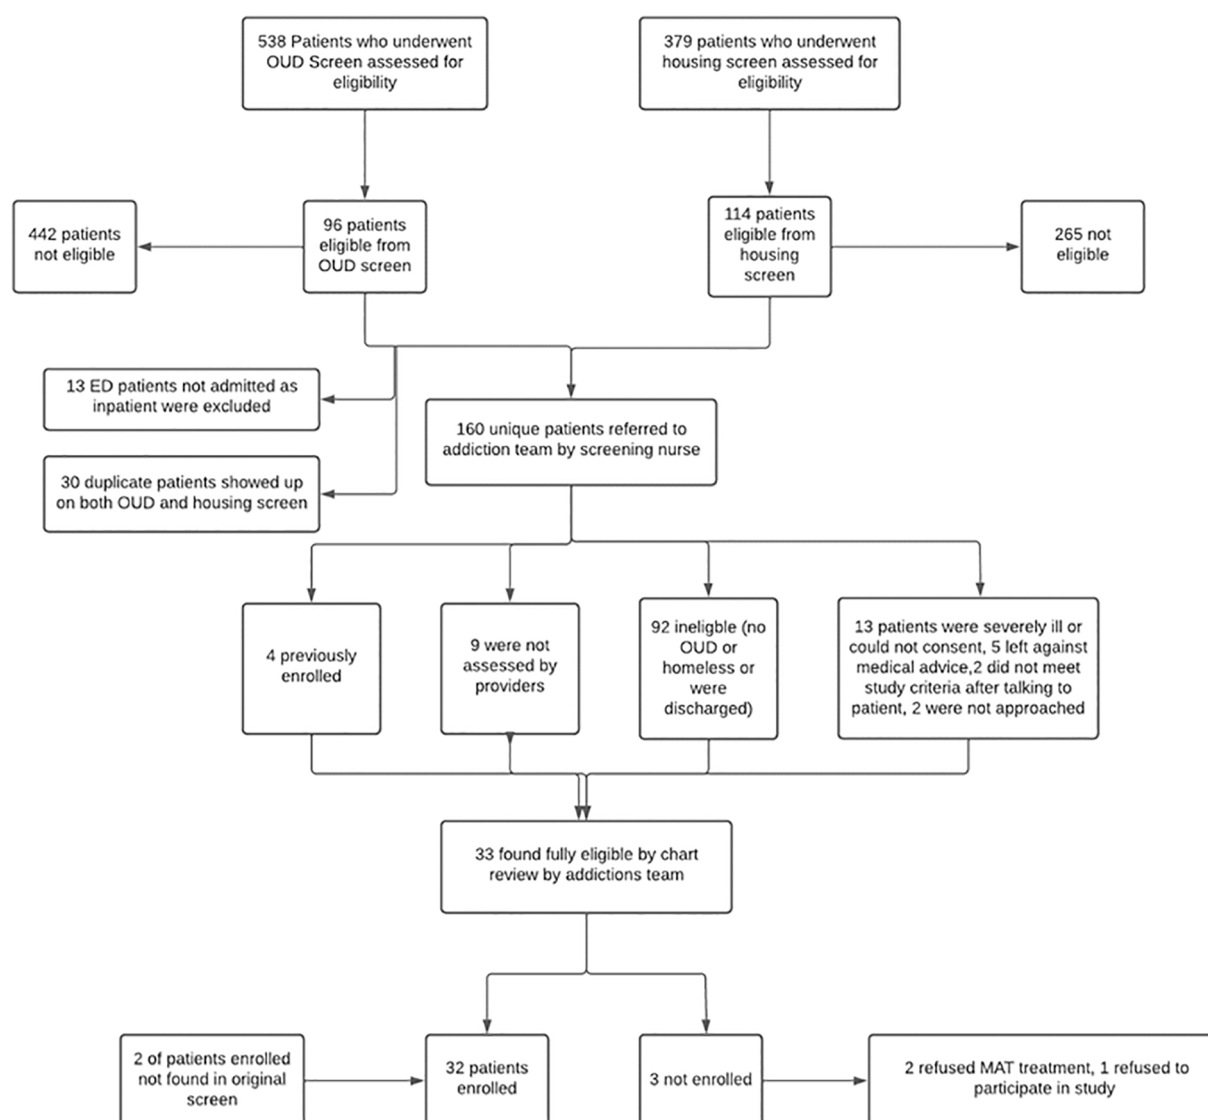 538 Patients who underwent
OUD Screen assessed for
eligibility
379 patients who underwent
housing screen assessed for
eligibility
442 patients
not eligible
96 patients
eligible from
OUD screen
114 patients
eligible from
housing
screen
265 not
eligible
13 ED patients not admitted as
inpatient were excluded
160 unique patients referred to
addiction team by screening nurse
30 duplicate patients showed up
on both OUD and housing screen
4 previously
enrolled
9 were not
assessed by
providers
92 ineligble (no
OUD or
homeless or
were
discharged)
13 patients were severely ill or
could not consent, 5 left against
medical advice,2 did not meet
study criteria after talking to
patient, 2 were not approached
33 found fully eligible by chart
review by addictions team
2 of patients enrolled
not found in original
screen
32 patients
enrolled
3 not enrolled
2 refused MAT treatment, 1 refused to
participate in study